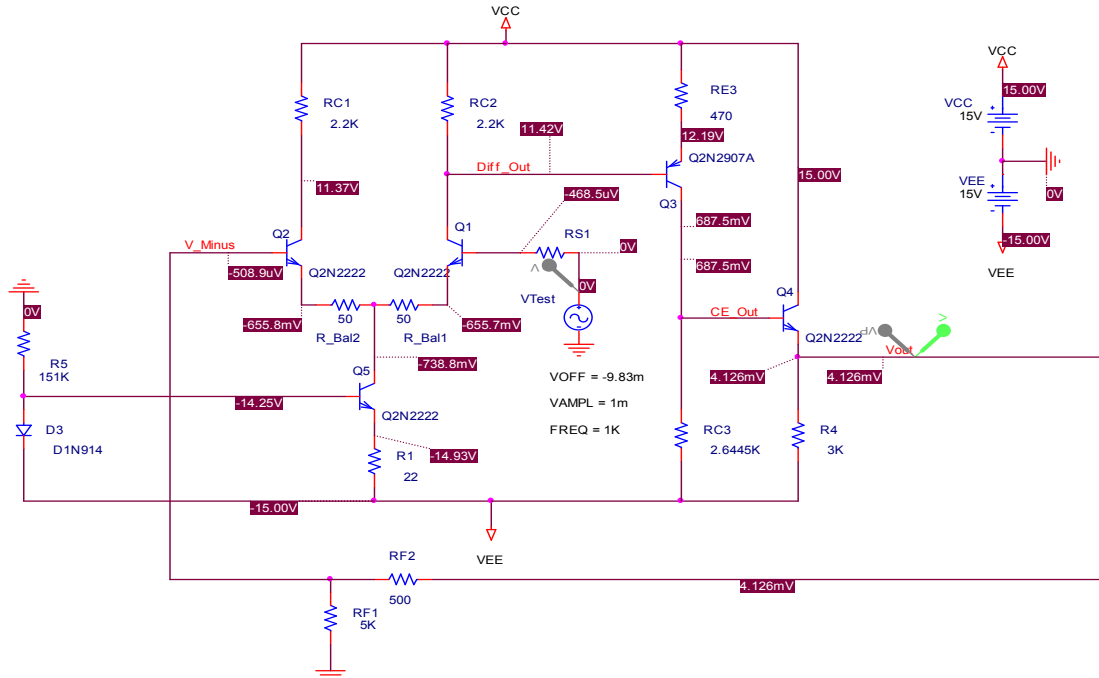 VCC
VCC
RC1
2.2K
RC2
2.2K
RE3
470
15.00V
VCC
15V
11.42V
12.19V
Q2N2907A
Diff_Out
Q3
15.00V
11.37V
-468.5uV
VEE
15V
0V
Q2
Q1
687.5mV
V_Minus
RS1
0V
-15.00V
-508.9uV
Q2N2222
Q2N2222
V
687.5mV
VEE
0V
VTest
Q4
0V
50
50
CE_Out
-655.8mV
-655.7mV
Q2N2222
R_Bal2
R_Bal1
VP
V
Vout
R5
151K
-738.8mV
4.126mV
4.126mV
Q5
VOFF = -9.83m
-14.25V
Q2N2222
VAMPL = 1m
D3
D1N914
FREQ = 1K
R1
22
-14.93V
RC3
2.6445K
R4
3K
-15.00V
VEE
RF2
500
4.126mV
RF1
5K